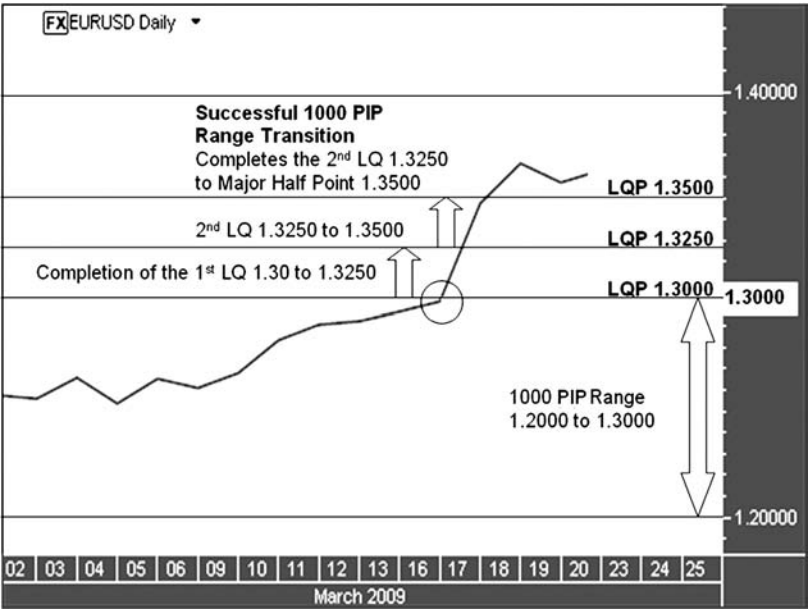 FX EURUSD Daily
1.40000
Successful 1000 PIP
Range Transition
Completes the 2nd LQ 1.3250
to Major Half Point 1.3500
LQP 1.3500
2nd LQ 1.3250 to 1.3500
LQP 1.3250
Completion of the 1st LQ 1.30 to 1.3250
LQP 1.3000
1.3000
1000 PIP Range
1.2000 to 1.3000
1.20000
02 03 04 05 06 09 10 11 12 13 16 17 18 19 20 23 24 25
March 2009